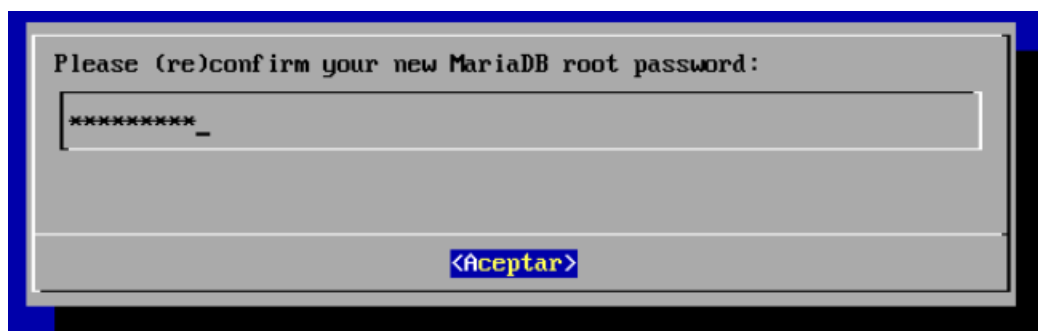 Please (re)confirm your new MariaDB root password:
*********_
<Aceptar>